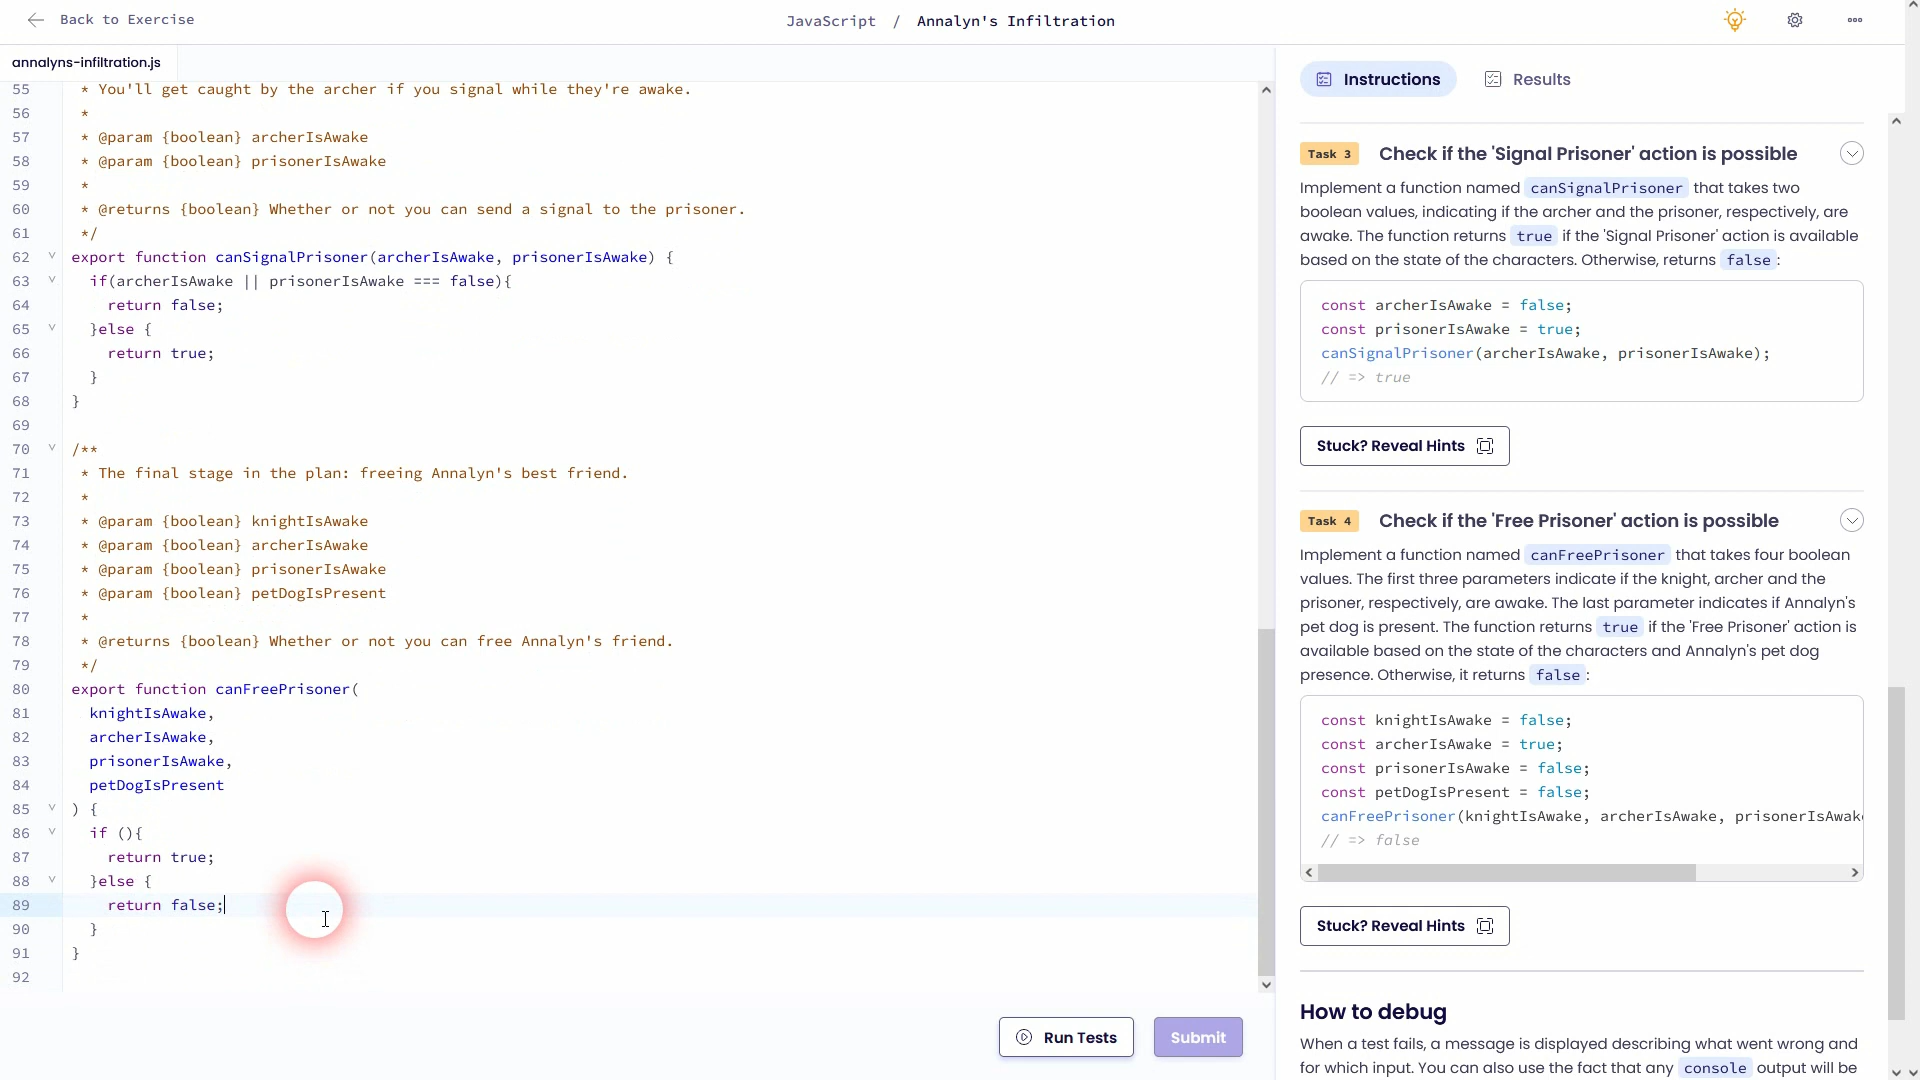 Back to Exercise
JavaScript / Annalyn's Infiltration
annalyns-infiltration.js
55 * You'll get caught by the archer if you signal while they're awake.
56 *
57 * @param {boolean} archerIsAwake
58 * @param {boolean} prisonerIsAwake
59 *
60 * @returns {boolean} Whether or not you can send a signal to the prisoner.
61 */
62 export function canSignalPrisoner(archerIsAwake, prisonerIsAwake) {
63 if(archerIsAwake || prisonerIsAwake === false){
64 return false;
65 }else {
66 return true;
67 }
68 }
69
70 /**
71 * The final stage in the plan: freeing Annalyn's best friend.
72 *
73 * @param {boolean} knightIsAwake
74 * @param {boolean} archerIsAwake
75 * @param {boolean} prisonerIsAwake
76 * @param {boolean} petDogIsPresent
77 *
78 * @returns {boolean} Whether or not you can free Annalyn's friend.
79 */
80 export function canFreePrisoner(
81 knightIsAwake,
82 archerIsAwake,
83 prisonerIsAwake,
84 petDogIsPresent
85 ) {
86 if (){
87 return true;
88 }else {
89 return false;
90 }
91 }
92
Run Tests
Submit
Instructions
Results
Task 3 Check if the 'Signal Prisoner' action is possible
Implement a function named canSignalPrisoner that takes two
boolean values, indicating if the archer and the prisoner, respectively, are
awake. The function returns true if the 'Signal Prisoner' action is available
based on the state of the characters. Otherwise, returns false:
const archerIsAwake = false;
const prisonerIsAwake = true;
canSignalPrisoner(archerIsAwake, prisonerIsAwake);
// => true
Stuck? Reveal Hints
Task 4 Check if the 'Free Prisoner' action is possible
Implement a function named canFreePrisoner that takes four boolean
values. The first three parameters indicate if the knight, archer and the
prisoner, respectively, are awake. The last parameter indicates if Annalyn's
pet dog is present. The function returns true if the 'Free Prisoner' action is
available based on the state of the characters and Annalyn's pet dog
presence. Otherwise, it returns false:
const knightIsAwake = false;
const archerIsAwake = true;
const prisonerIsAwake = false;
const petDogIsPresent = false;
canFreePrisoner(knightIsAwake, archerIsAwake, prisonerIsAwak
// => false
Stuck? Reveal Hints
How to debug
When a test fails, a message is displayed describing what went wrong and
for which input. You can also use the fact that any console output will be